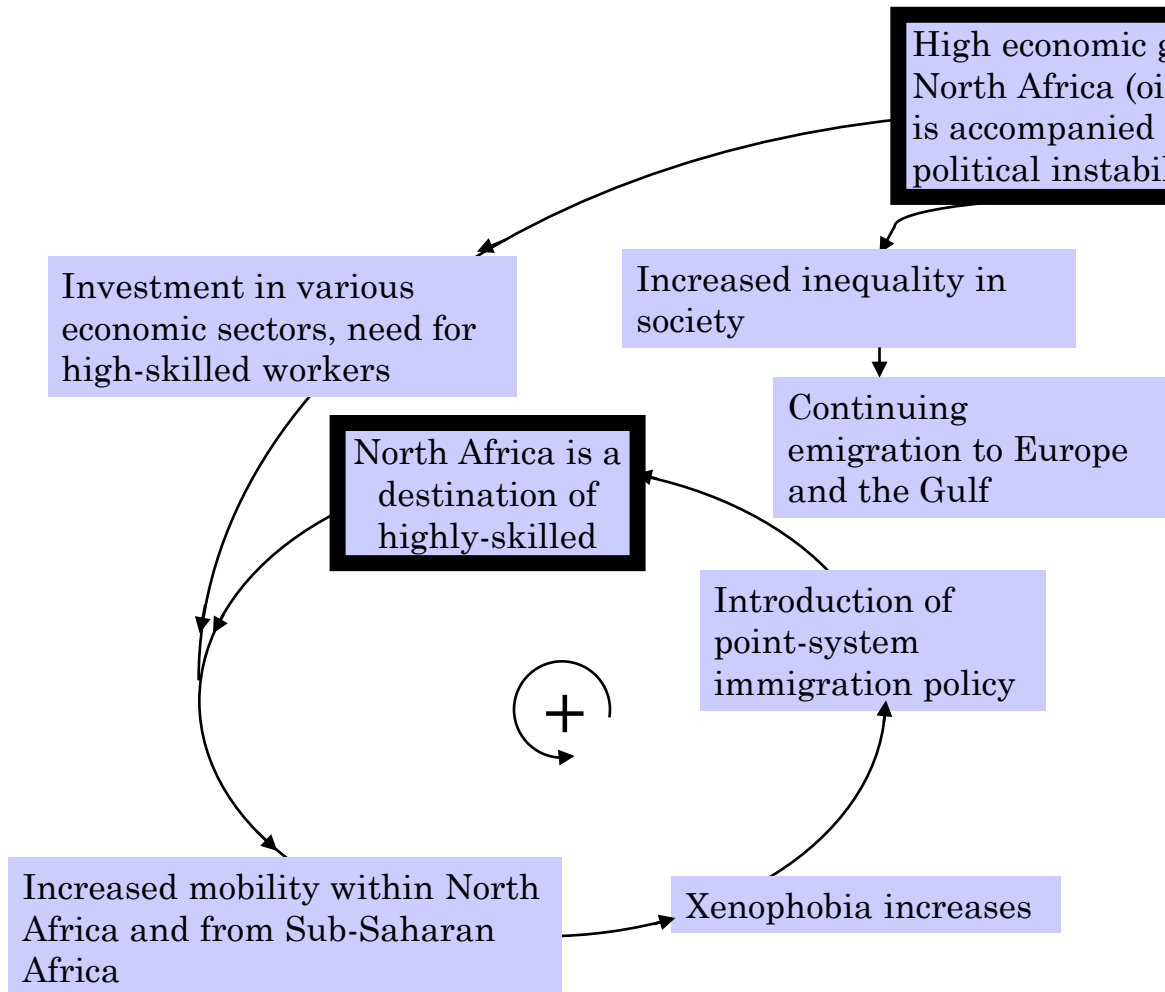 High economic
North Africa
is accompanied
political
Investment in various
economic sectors, need for
high-skilled workers
Increased inequality in
society
Continuing
emigration to Europe
and the Gulf
North Africa is a
destination of
highly-skilled
Introduction of
point-system
immigration policy
+
Increased mobility within North
Africa and from Sub-Saharan
Africa
Xenophobia increases